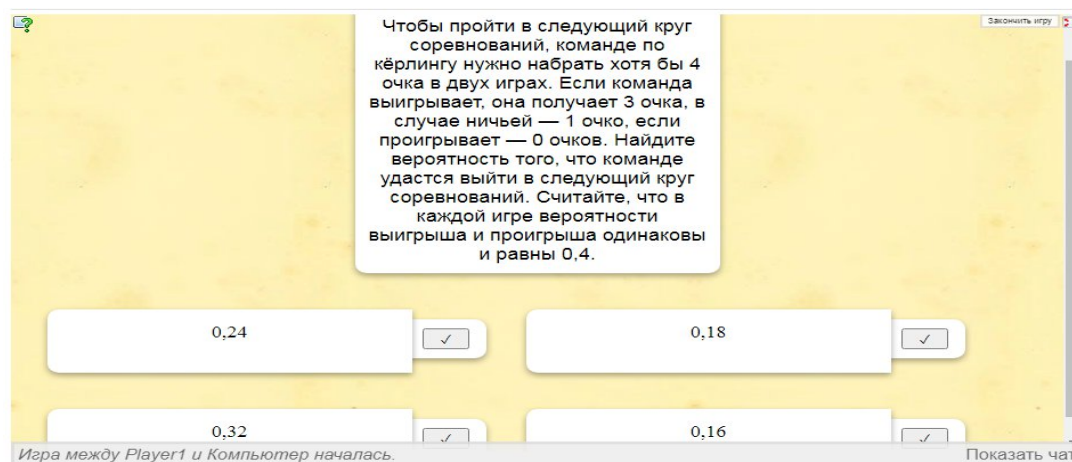 Закончить игру
Чтобы пройти в следующий круг
соревнований, команде по
кёрлингу нужно набрать хотя бы 4
очка в двух играх. Если команда
выигрывает, она получает 3 очка, в
случае ничьей — 1 очко, если
проигрывает — 0 очков. Найдите
вероятность того, что команде
удастся выйти в следующий круг
соревнований. Считайте, что в
каждой игре вероятности
выигрыша и проигрыша одинаковы
и равны 0,4.
0,24
0,18
0,32
0,16
Игра между Player1 и Компьютер началась.
Показать чат